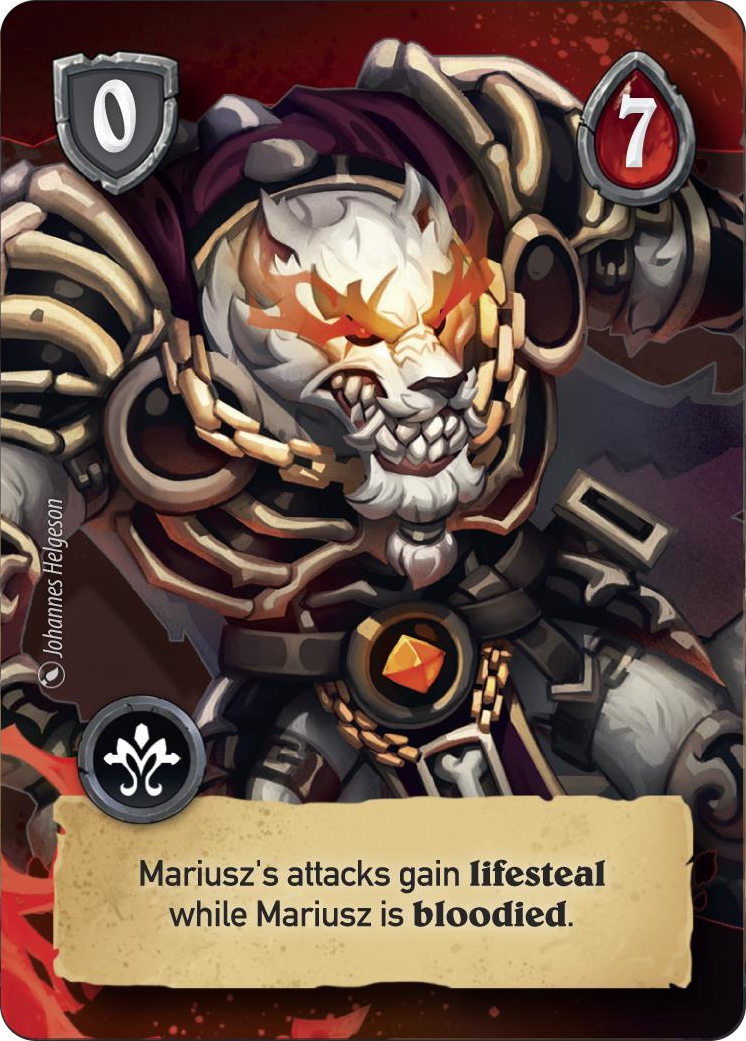 0
7
Johannes Helgeson
Mariusz's attacks gain lifesteal
while Mariusz is bloodied.